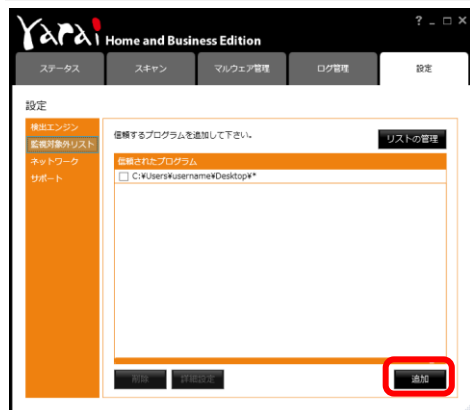 Yarai Home and Business Edition
ステータス スキャン マルウェア管理 ログ管理 設定
設定
検出エンジン
監視対象外リスト
ネットワーク
サポート
信頼するプログラムを追加して下さい。
リストの管理
信頼されたプログラム
C:¥Users¥username¥Desktop¥*
削除 詳細設定 追加